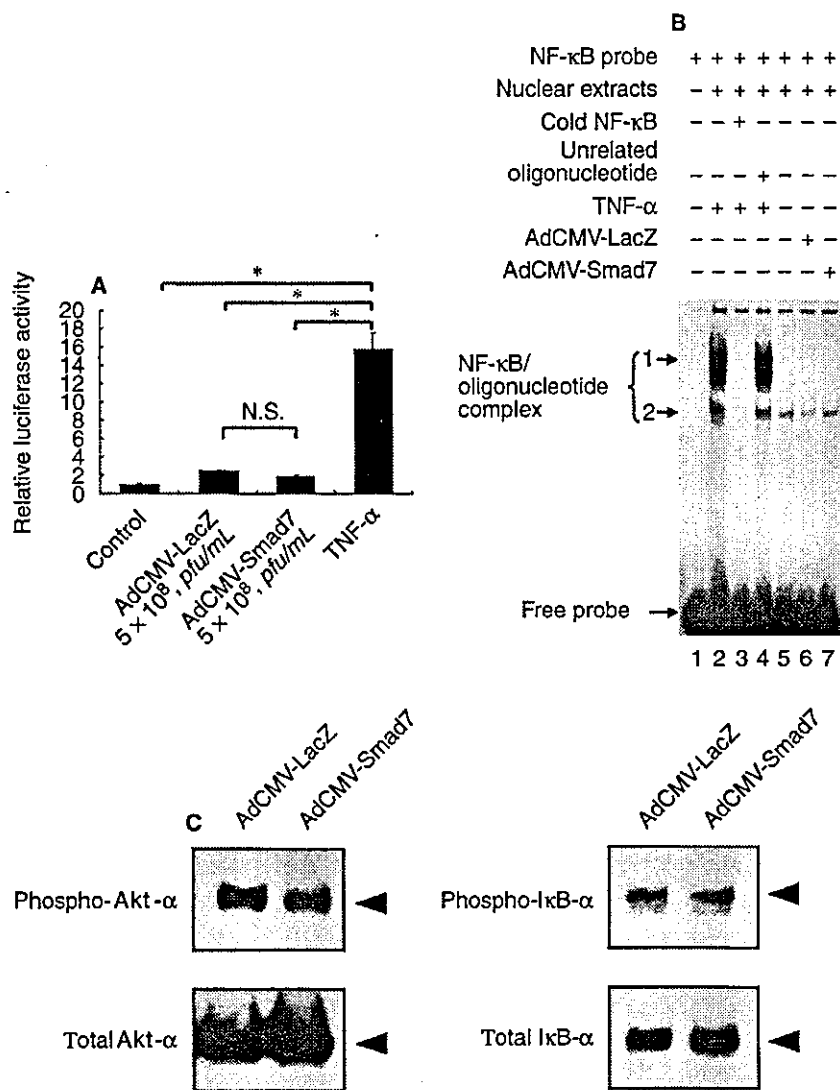 B
NF-κB probe + + + + + + +
Nuclear extracts – + + + + + +
Cold NF-κB – – + – – – –
Unrelated
oligonucleotide – – – + – – –
TNF-α – + + + – – –
AdCMV-LacZ – – – – – + –
AdCMV-Smad7 – – – – – – +
A
*
*
*
N.S.
Relative luciferase activity
20
18
16
14
12
10
8
6
4
2
0
Control
AdCMV-LacZ
5 × 10⁸, pfu/mL
AdCMV-Smad7
5 × 10⁸, pfu/mL
TNF-α
NF-κB/
oligonucleotide
complex
1
2
Free probe
1 2 3 4 5 6 7
C
AdCMV-LacZ
AdCMV-Smad7
Phospho-Akt-α
Total Akt-α
AdCMV-LacZ
AdCMV-Smad7
Phospho-IκB-α
Total IκB-α